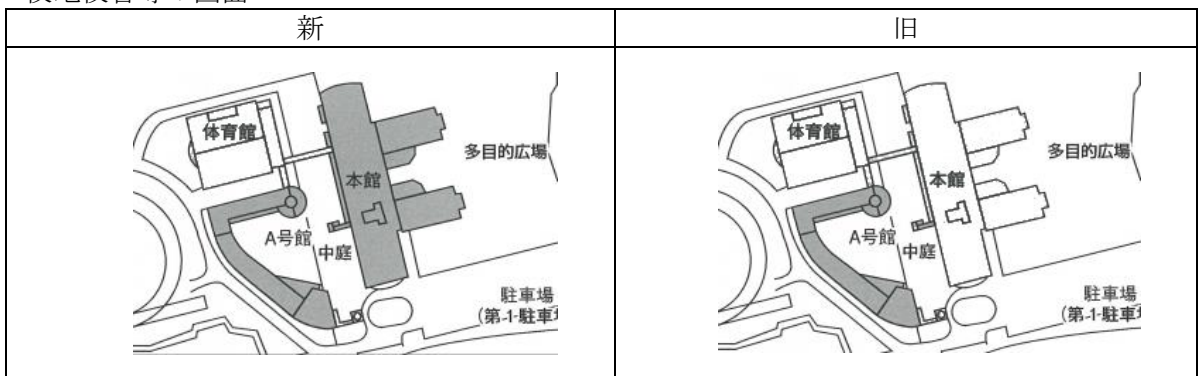 新
旧
体育館
多目的広場
本館
A号館
中庭
駐車場
(第-1-駐車
体育館
多目的広場
本館
A号館
中庭
駐車場
(第-1-駐車